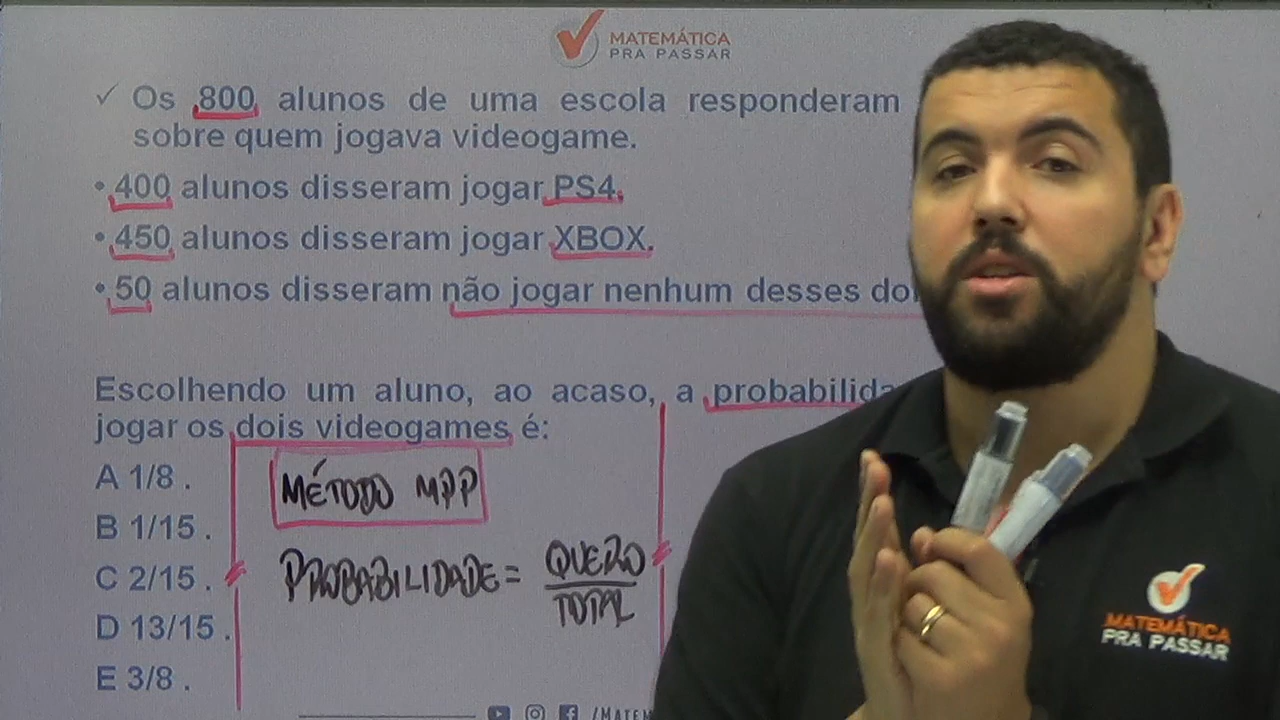 MATEMÁTICA
PRA PASSAR
✓ Os 800 alunos de uma escola responderam
sobre quem jogava videogame.
• 400 alunos disseram jogar PS4.
• 450 alunos disseram jogar XBOX.
• 50 alunos disseram não jogar nenhum desses
Escolhendo um aluno, ao acaso, a
jogar os dois videogames é:
A 1/8 .
B 1/15 .
C 2/15 .
D 13/15 .
E 3/8 .
MÉTODO MPP
PROBABILIDADE = QUERO
TOTAL
MATEMÁTICA
PRA PASSAR